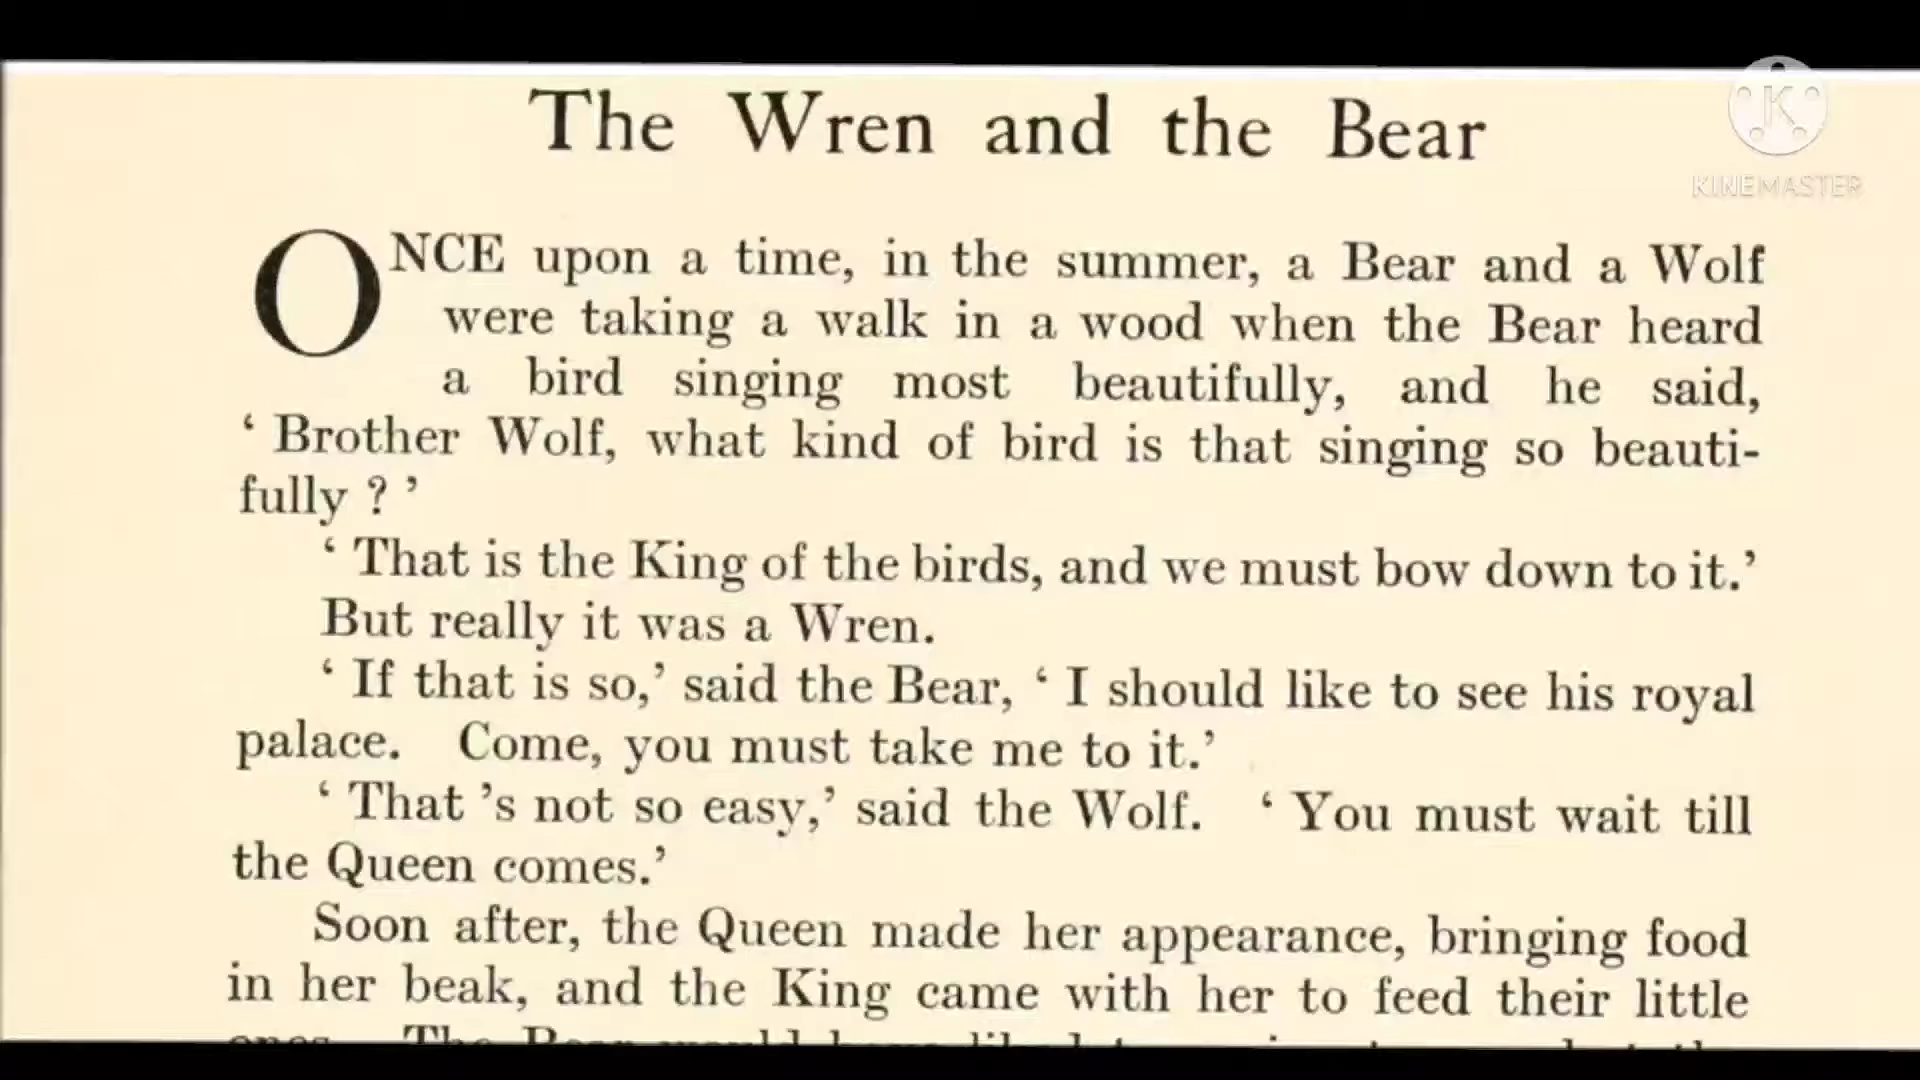 The Wren and the Bear
KINEMASTER
ONCE upon a time, in the summer, a Bear and a Wolf
were taking a walk in a wood when the Bear heard
a bird singing most beautifully, and he said,
‘ Brother Wolf, what kind of bird is that singing so beauti-
fully ? ’
‘ That is the King of the birds, and we must bow down to it.’
But really it was a Wren.
‘ If that is so,’ said the Bear, ‘ I should like to see his royal
palace. Come, you must take me to it.’
‘ That ’s not so easy,’ said the Wolf. ‘ You must wait till
the Queen comes.’
Soon after, the Queen made her appearance, bringing food
in her beak, and the King came with her to feed their little